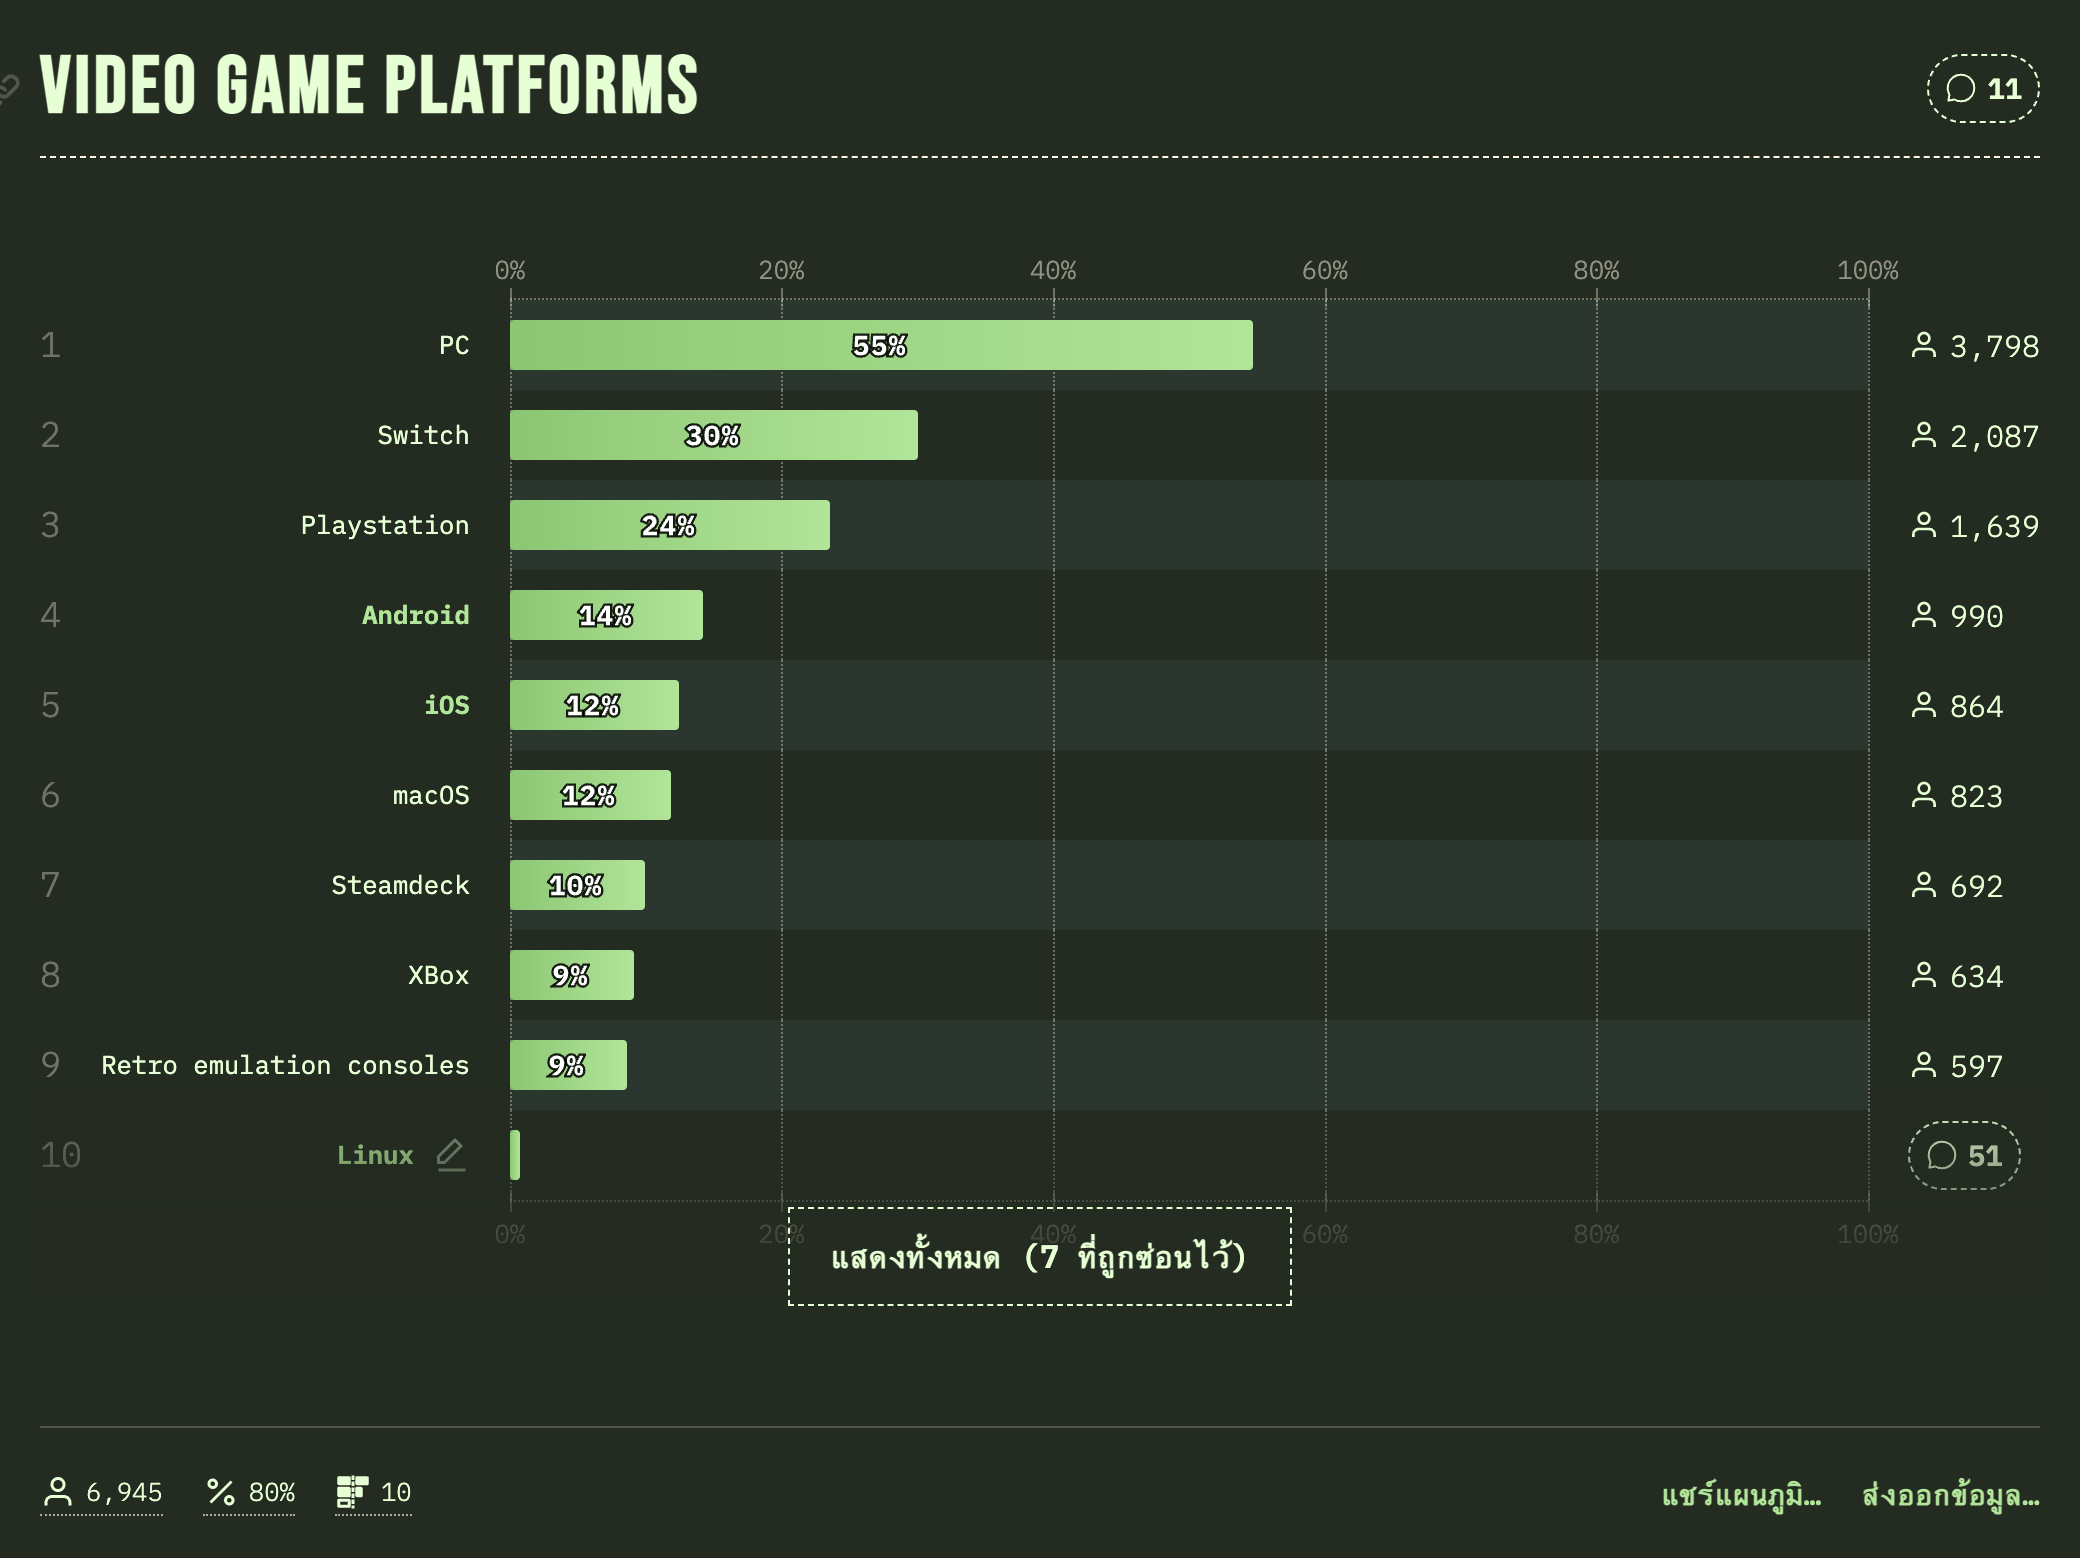 VIDEO GAME PLATFORMS
11
0% 20% 40% 60% 80% 100%
1 PC 55% 3,798
2 Switch 30% 2,087
3 Playstation 24% 1,639
4 Android 14% 990
5 iOS 12% 864
6 macOS 12% 823
7 Steamdeck 10% 692
8 XBox 9% 634
9 Retro emulation consoles 9% 597
10 Linux 51
0% 20% 40% 60% 80% 100%
แสดงทั้งหมด (7 ที่ถูกซ่อนไว้)
6,945 80% 10 แชร์แผนภูมิ… ส่งออกข้อมูล…